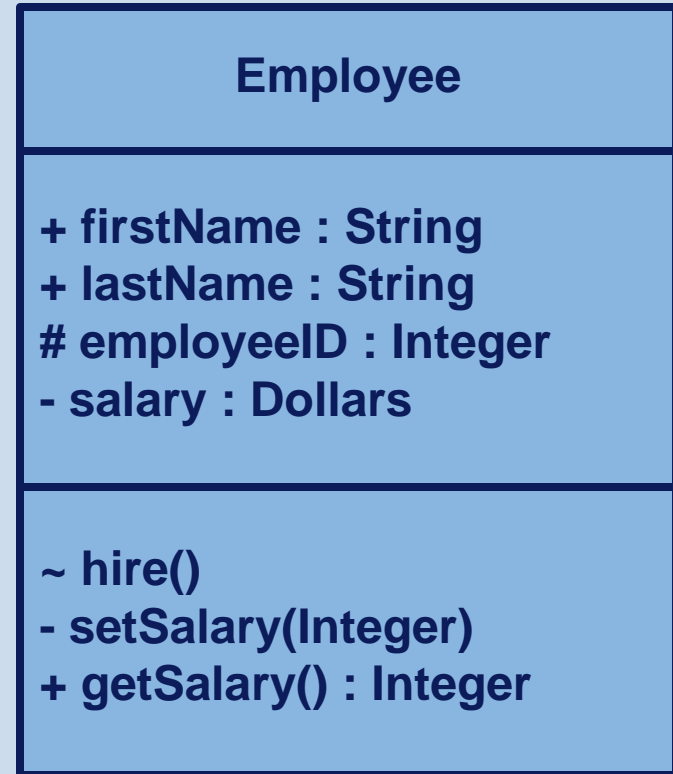 Employee
+ firstName : String
+ lastName : String
# employeeID : Integer
- salary : Dollars
~ hire()
- setSalary(Integer)
+ getSalary() : Integer